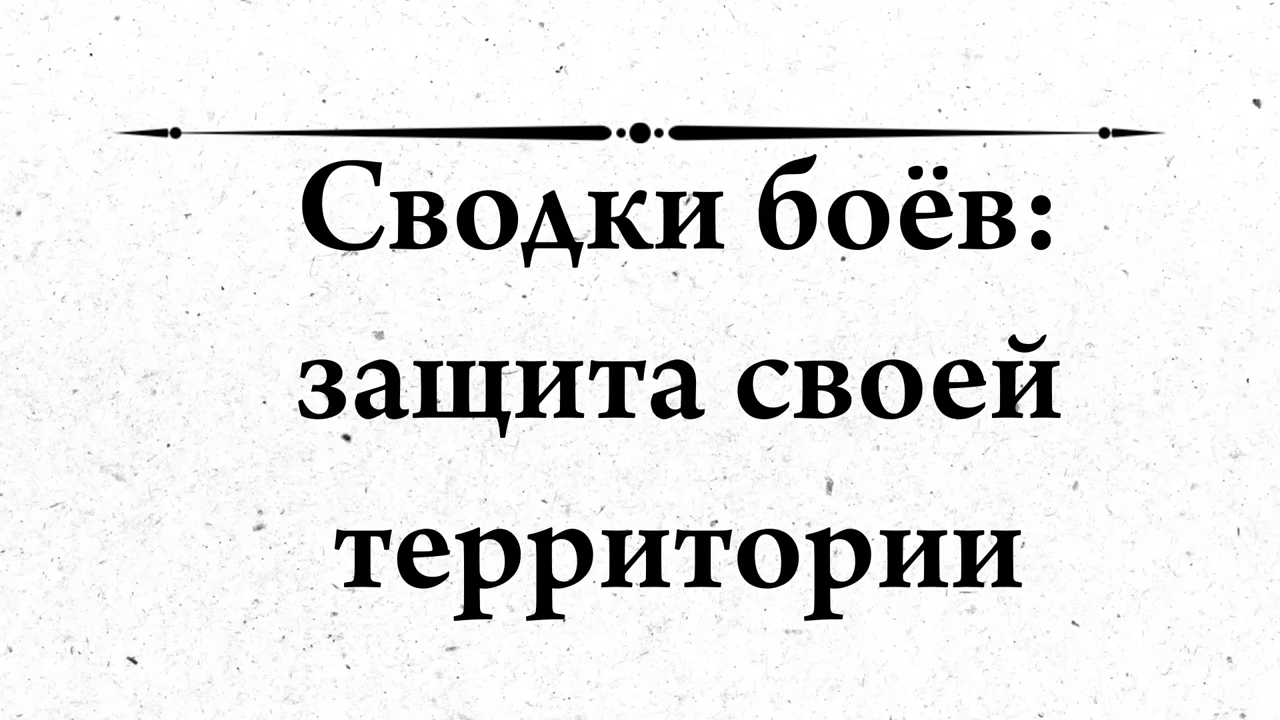 Сводки боёв:
защита своей
территории